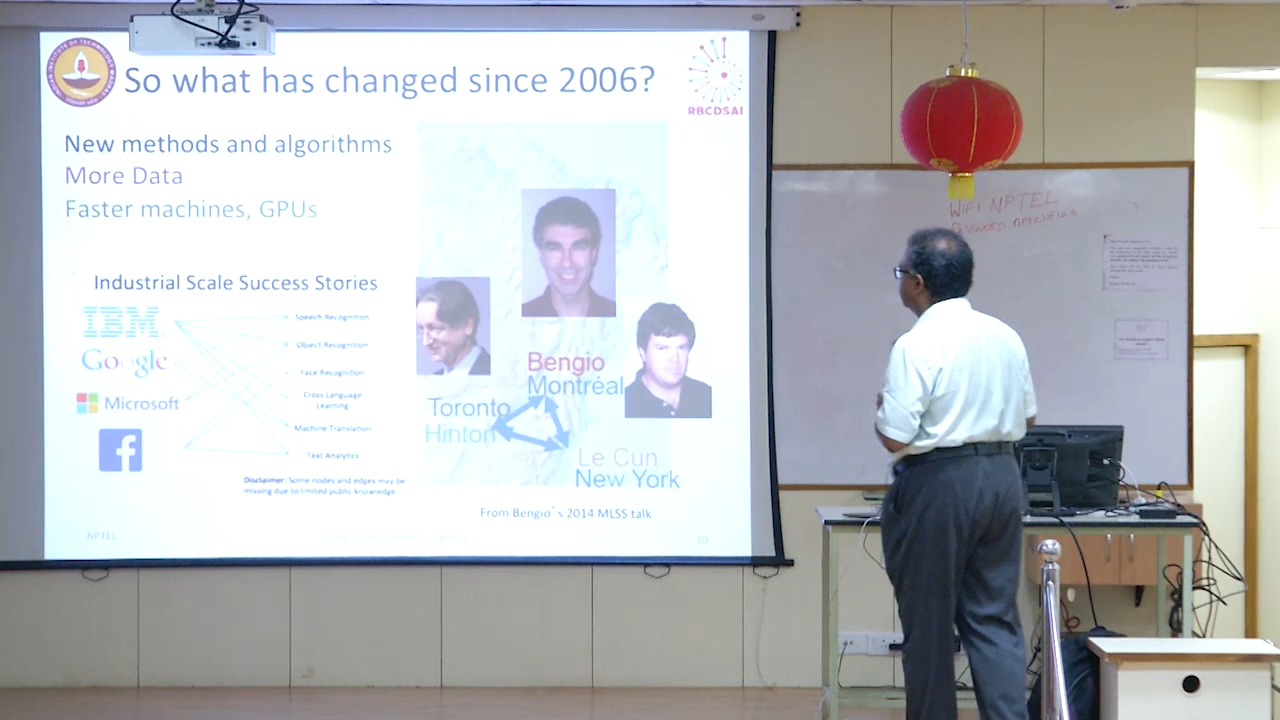 So what has changed since 2006?
RBCDSAI
New methods and algorithms
More Data
Faster machines, GPUs
Industrial Scale Success Stories
IBM
Google
Microsoft
Speech Recognition
Object Recognition
Face Recognition
Cross Language
Learning
Machine Translation
Text Analytics
Disclaimer: Some nodes and edges may be
missing due to limited public knowledge
Bengio
Montréal
Toronto
Hinton
Le Cun
New York
From Bengio's 2014 MLSS talk
NPTEL
10
WIFI NPTEL
PASSWORD